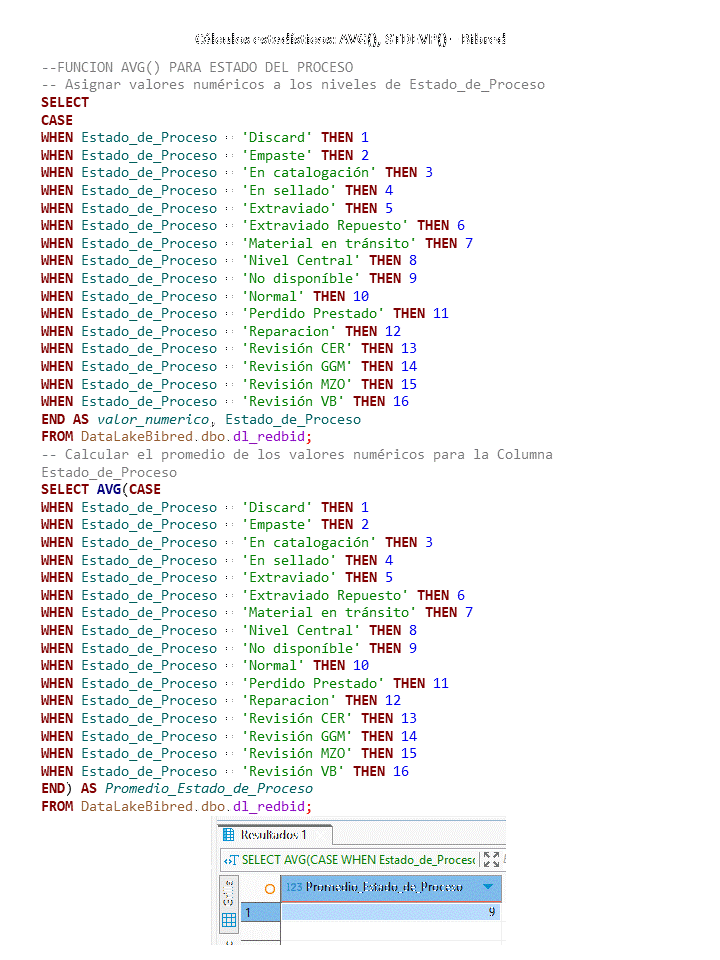 Cálculos estadísticos: AVG(), STDEVP() - Bibred
--FUNCION AVG() PARA ESTADO DEL PROCESO
-- Asignar valores numéricos a los niveles de Estado_de_Proceso
SELECT
CASE
WHEN Estado_de_Proceso = 'Discard' THEN 1
WHEN Estado_de_Proceso = 'Empaste' THEN 2
WHEN Estado_de_Proceso = 'En catalogación' THEN 3
WHEN Estado_de_Proceso = 'En sellado' THEN 4
WHEN Estado_de_Proceso = 'Extraviado' THEN 5
WHEN Estado_de_Proceso = 'Extraviado Repuesto' THEN 6
WHEN Estado_de_Proceso = 'Material en tránsito' THEN 7
WHEN Estado_de_Proceso = 'Nivel Central' THEN 8
WHEN Estado_de_Proceso = 'No disponíble' THEN 9
WHEN Estado_de_Proceso = 'Normal' THEN 10
WHEN Estado_de_Proceso = 'Perdido Prestado' THEN 11
WHEN Estado_de_Proceso = 'Reparacion' THEN 12
WHEN Estado_de_Proceso = 'Revisión CER' THEN 13
WHEN Estado_de_Proceso = 'Revisión GGM' THEN 14
WHEN Estado_de_Proceso = 'Revisión MZO' THEN 15
WHEN Estado_de_Proceso = 'Revisión VB' THEN 16
END AS valor_numerico, Estado_de_Proceso
FROM DataLakeBibred.dbo.dl_redbid;
-- Calcular el promedio de los valores numéricos para la Columna
Estado_de_Proceso
SELECT AVG(CASE
WHEN Estado_de_Proceso = 'Discard' THEN 1
WHEN Estado_de_Proceso = 'Empaste' THEN 2
WHEN Estado_de_Proceso = 'En catalogación' THEN 3
WHEN Estado_de_Proceso = 'En sellado' THEN 4
WHEN Estado_de_Proceso = 'Extraviado' THEN 5
WHEN Estado_de_Proceso = 'Extraviado Repuesto' THEN 6
WHEN Estado_de_Proceso = 'Material en tránsito' THEN 7
WHEN Estado_de_Proceso = 'Nivel Central' THEN 8
WHEN Estado_de_Proceso = 'No disponíble' THEN 9
WHEN Estado_de_Proceso = 'Normal' THEN 10
WHEN Estado_de_Proceso = 'Perdido Prestado' THEN 11
WHEN Estado_de_Proceso = 'Reparacion' THEN 12
WHEN Estado_de_Proceso = 'Revisión CER' THEN 13
WHEN Estado_de_Proceso = 'Revisión GGM' THEN 14
WHEN Estado_de_Proceso = 'Revisión MZO' THEN 15
WHEN Estado_de_Proceso = 'Revisión VB' THEN 16
END) AS Promedio_Estado_de_Proceso
FROM DataLakeBibred.dbo.dl_redbid;
Resultados 1
SELECT AVG(CASE WHEN Estado_de_Proceso
123 Promedio_Estado_de_Proceso
1 9